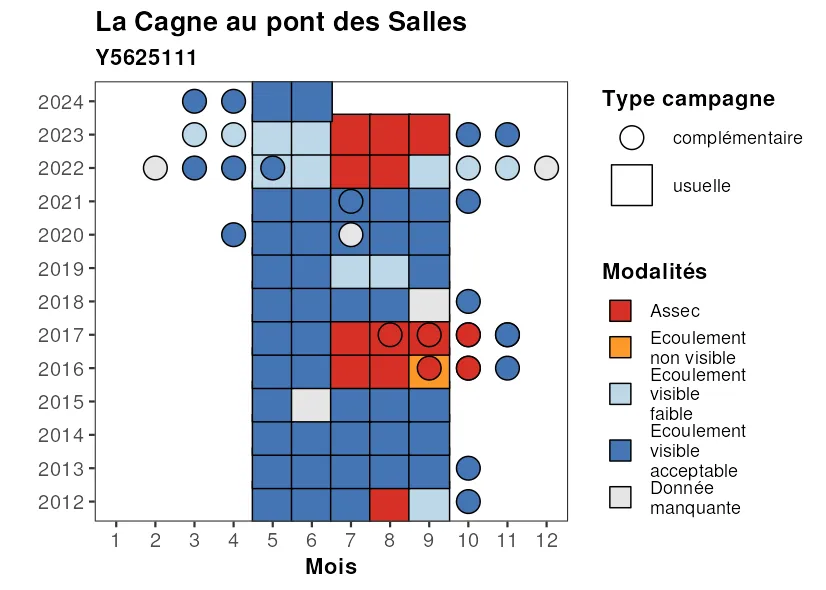 La Cagne au pont des Salles
Y5625111
2024
2023
2022
2021
2020
2019
2018
2017
2016
2015
2014
2013
2012
1 2 3 4 5 6 7 8 9 10 11 12
Mois
Type campagne
complémentaire
usuelle
Modalités
Assec
Ecoulement
non visible
Ecoulement
visible
faible
Ecoulement
visible
acceptable
Donnée
manquante